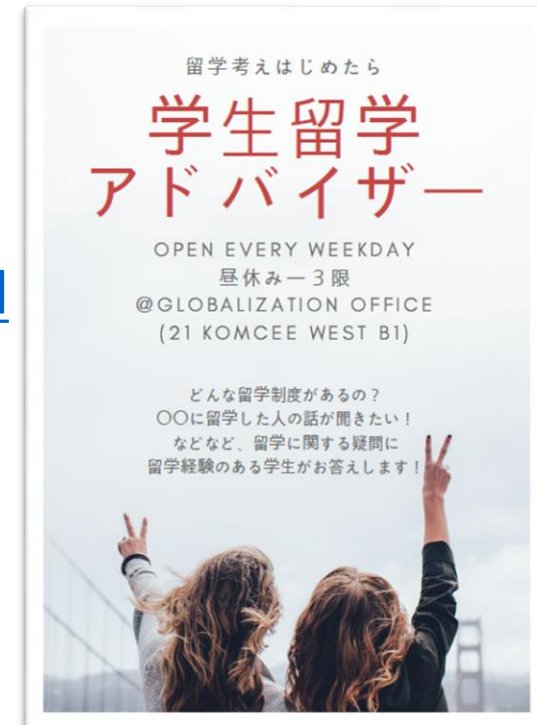 留学考えはじめたら
学生留学
アドバイザー
OPEN EVERY WEEKDAY
昼休み－３限
@GLOBALIZATION OFFICE
(21 KOMCEE WEST B1)
どんな留学制度があるの？
〇〇に留学した人の話が聞きたい！
などなど、留学に関する疑問に
留学経験のある学生がお答えします！